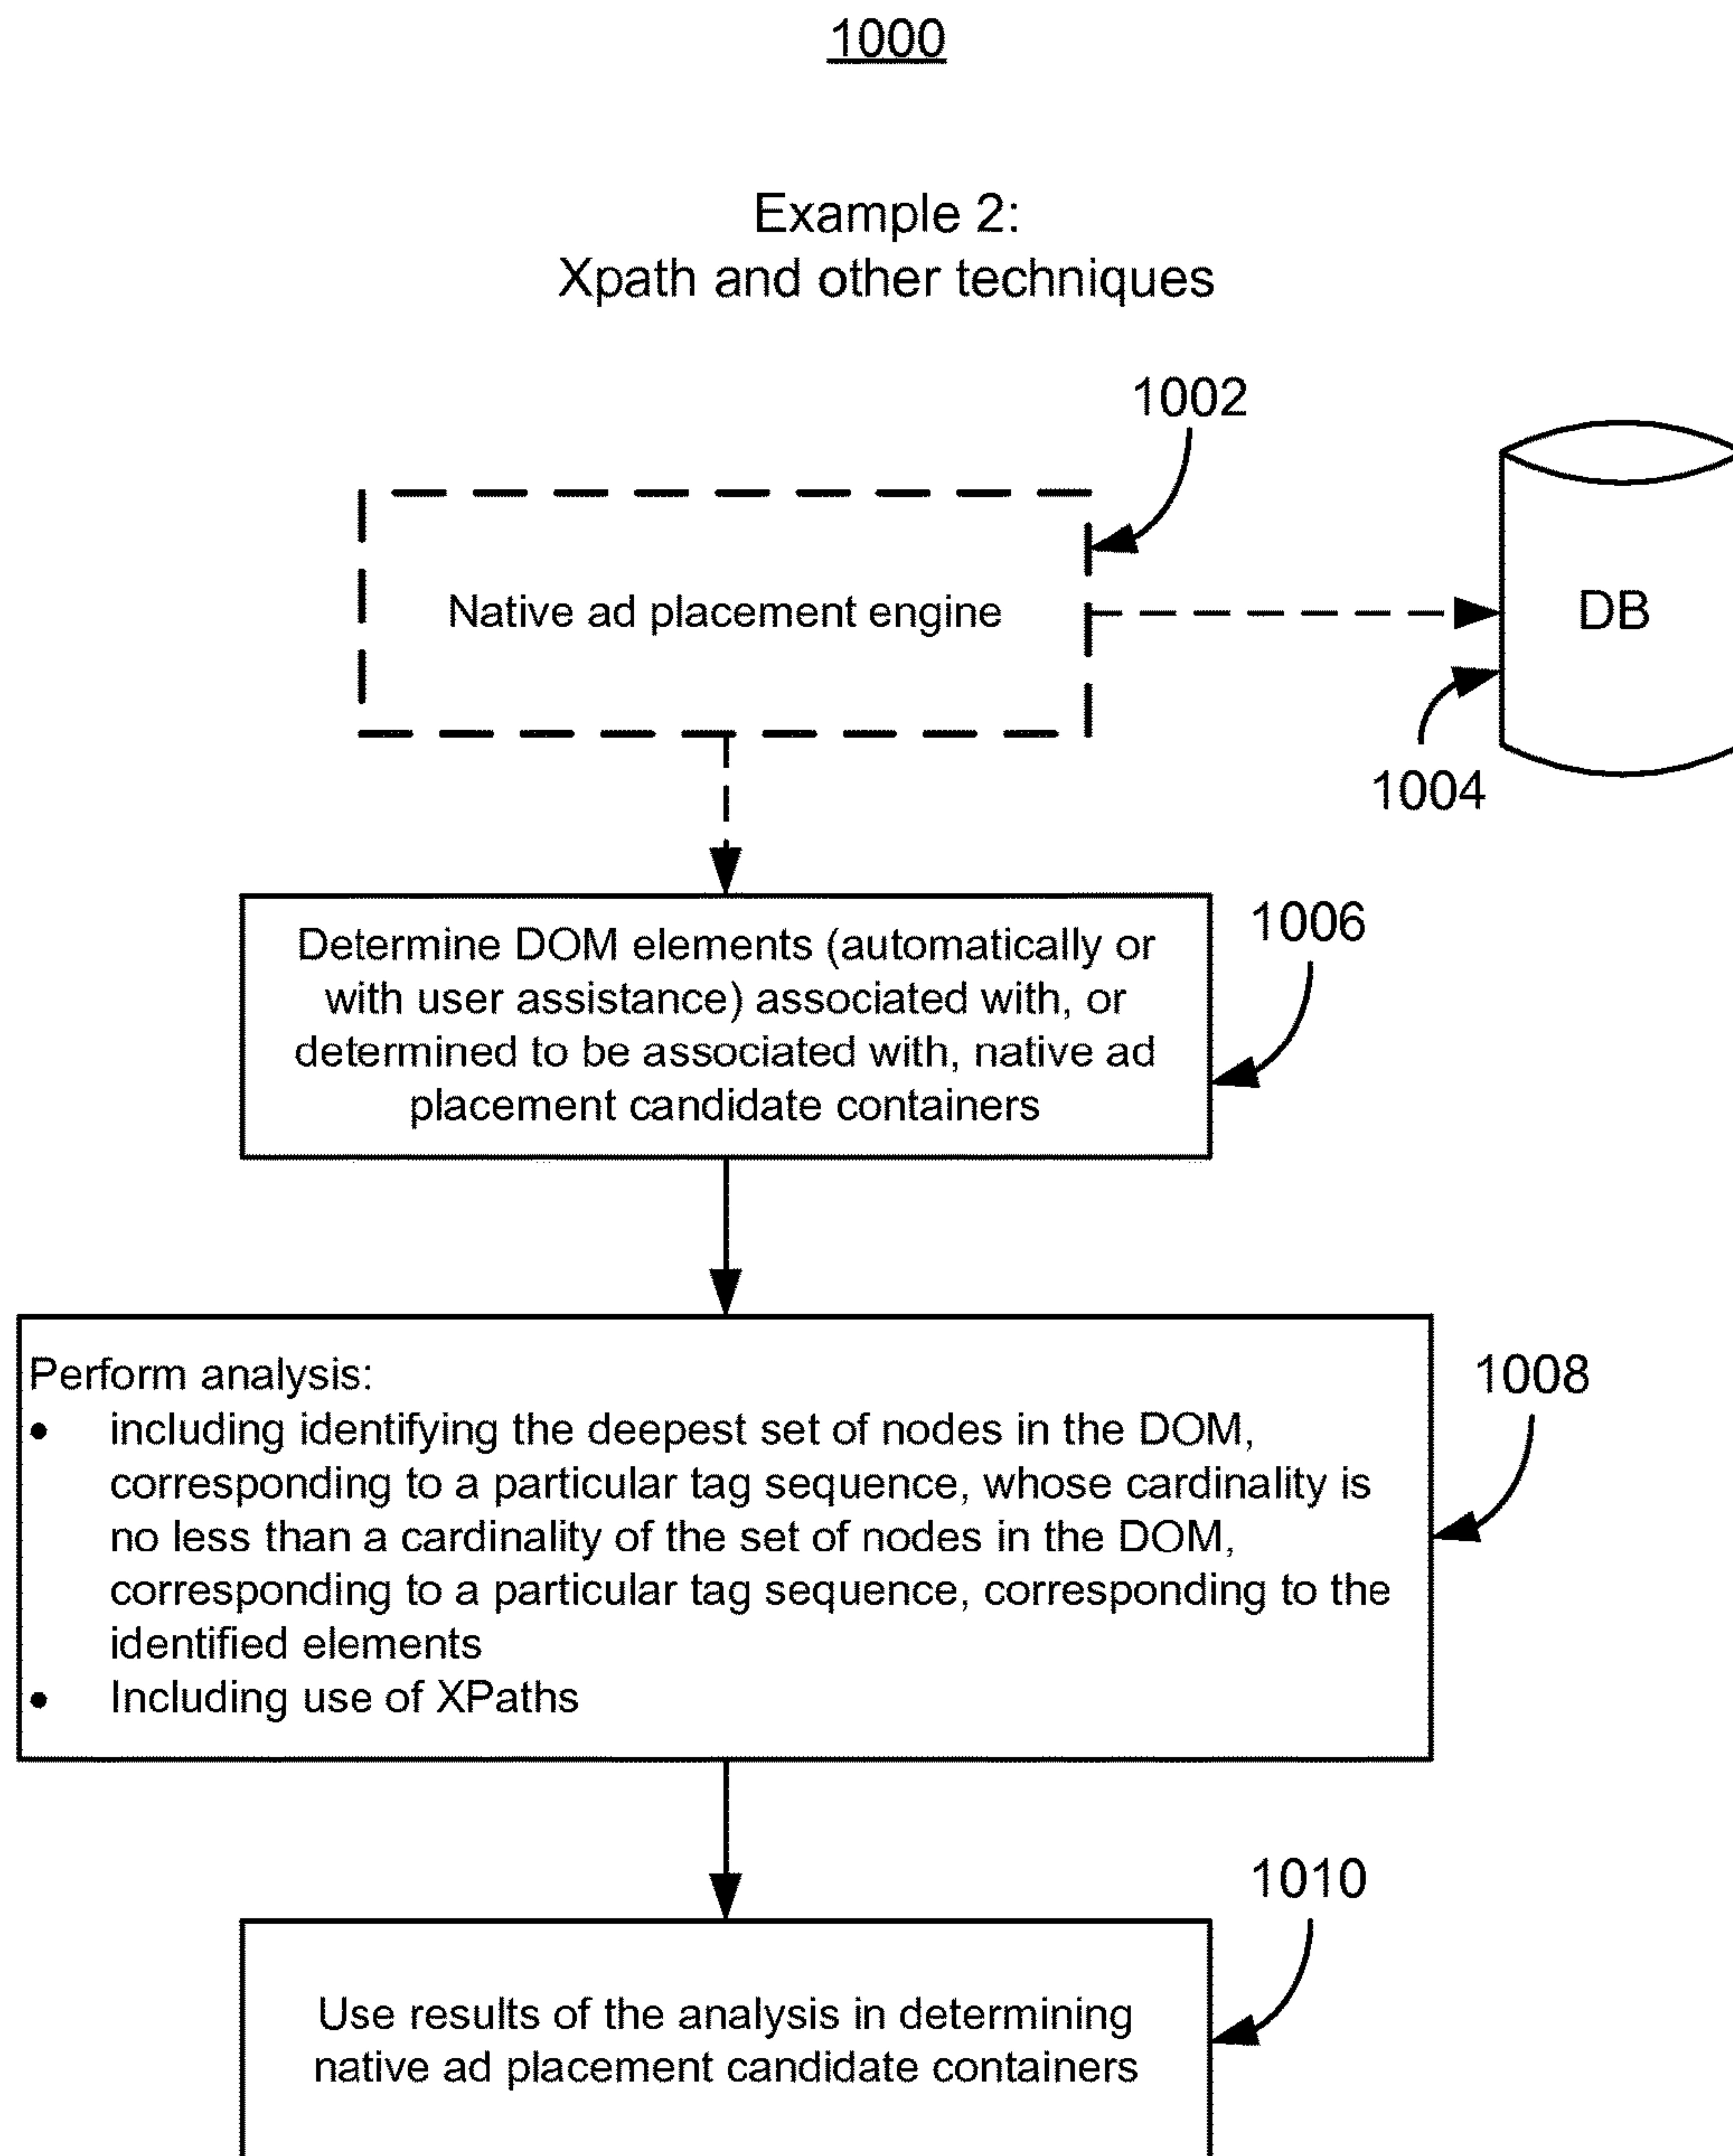 1000
Example 2:
Xpath and other techniques
1002
Native ad placement engine
DB
1004
Determine DOM elements (automatically or
with user assistance) associated with, or
determined to be associated with, native ad
placement candidate containers
1006
Perform analysis:
• including identifying the deepest set of nodes in the DOM,
corresponding to a particular tag sequence, whose cardinality is
no less than a cardinality of the set of nodes in the DOM,
corresponding to a particular tag sequence, corresponding to the
identified elements
• Including use of XPaths
1008
Use results of the analysis in determining
native ad placement candidate containers
1010